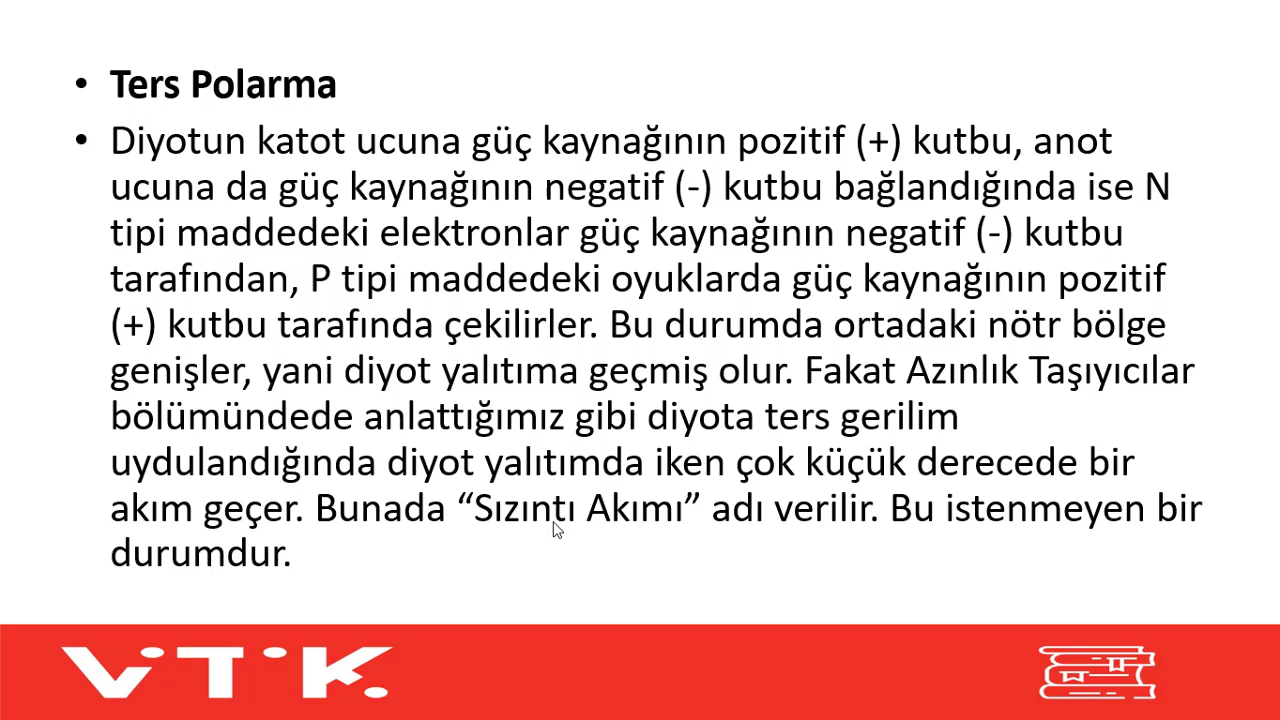 • Ters Polarma
• Diyotun katot ucuna güç kaynağının pozitif (+) kutbu, anot
ucuna da güç kaynağının negatif (-) kutbu bağlandığında ise N
tipi maddedeki elektronlar güç kaynağının negatif (-) kutbu
tarafından, P tipi maddedeki oyuklarda güç kaynağının pozitif
(+) kutbu tarafında çekilirler. Bu durumda ortadaki nötr bölge
genişler, yani diyot yalıtıma geçmiş olur. Fakat Azınlık Taşıyıcılar
bölümündede anlattığımız gibi diyota ters gerilim
uydulandığında diyot yalıtımda iken çok küçük derecede bir
akım geçer. Bunada “Sızıntı Akımı” adı verilir. Bu istenmeyen bir
durumdur.
VTK